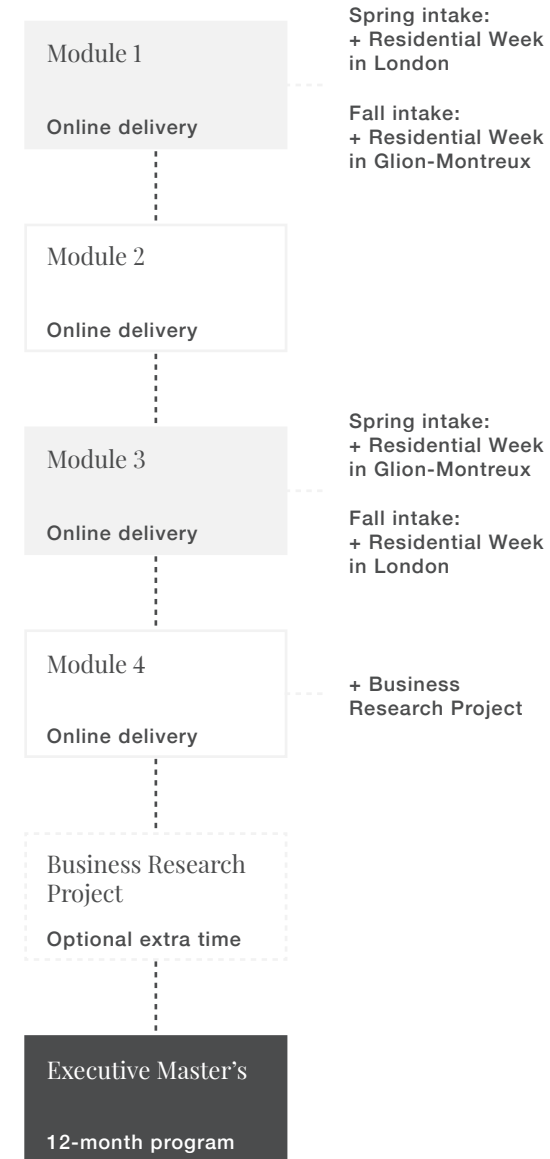 Module 1
Online delivery
Spring intake:
+ Residential Week
in London
Fall intake:
+ Residential Week
in Glion-Montreux
Module 2
Online delivery
Module 3
Online delivery
Spring intake:
+ Residential Week
in Glion-Montreux
Fall intake:
+ Residential Week
in London
Module 4
Online delivery
+ Business
Research Project
Business Research
Project
Optional extra time
Executive Master’s
12-month program